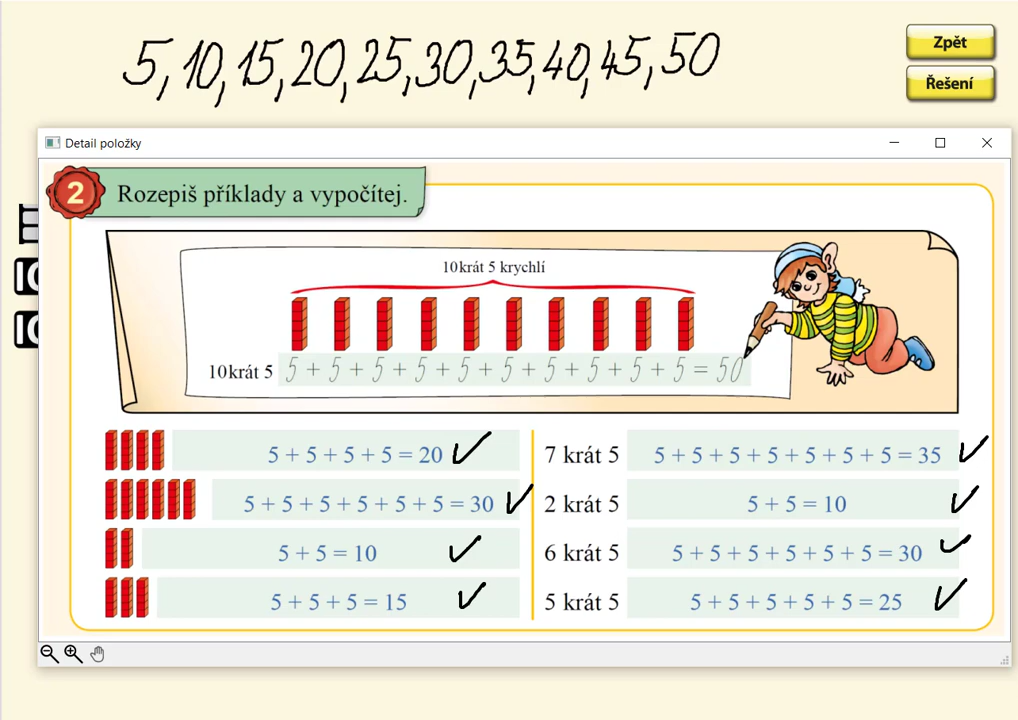 5, 10, 15, 20, 25, 30, 35, 40, 45, 50
Zpět
Řešení
Detail položky
2 Rozepiš příklady a vypočítej.
10krát 5 krychlí
10krát 5 5 + 5 + 5 + 5 + 5 + 5 + 5 + 5 + 5 + 5 = 50
5 + 5 + 5 + 5 = 20
5 + 5 + 5 + 5 + 5 + 5 = 30
5 + 5 = 10
5 + 5 + 5 = 15
7 krát 5 5 + 5 + 5 + 5 + 5 + 5 + 5 = 35
2 krát 5 5 + 5 = 10
6 krát 5 5 + 5 + 5 + 5 + 5 + 5 = 30
5 krát 5 5 + 5 + 5 + 5 + 5 = 25